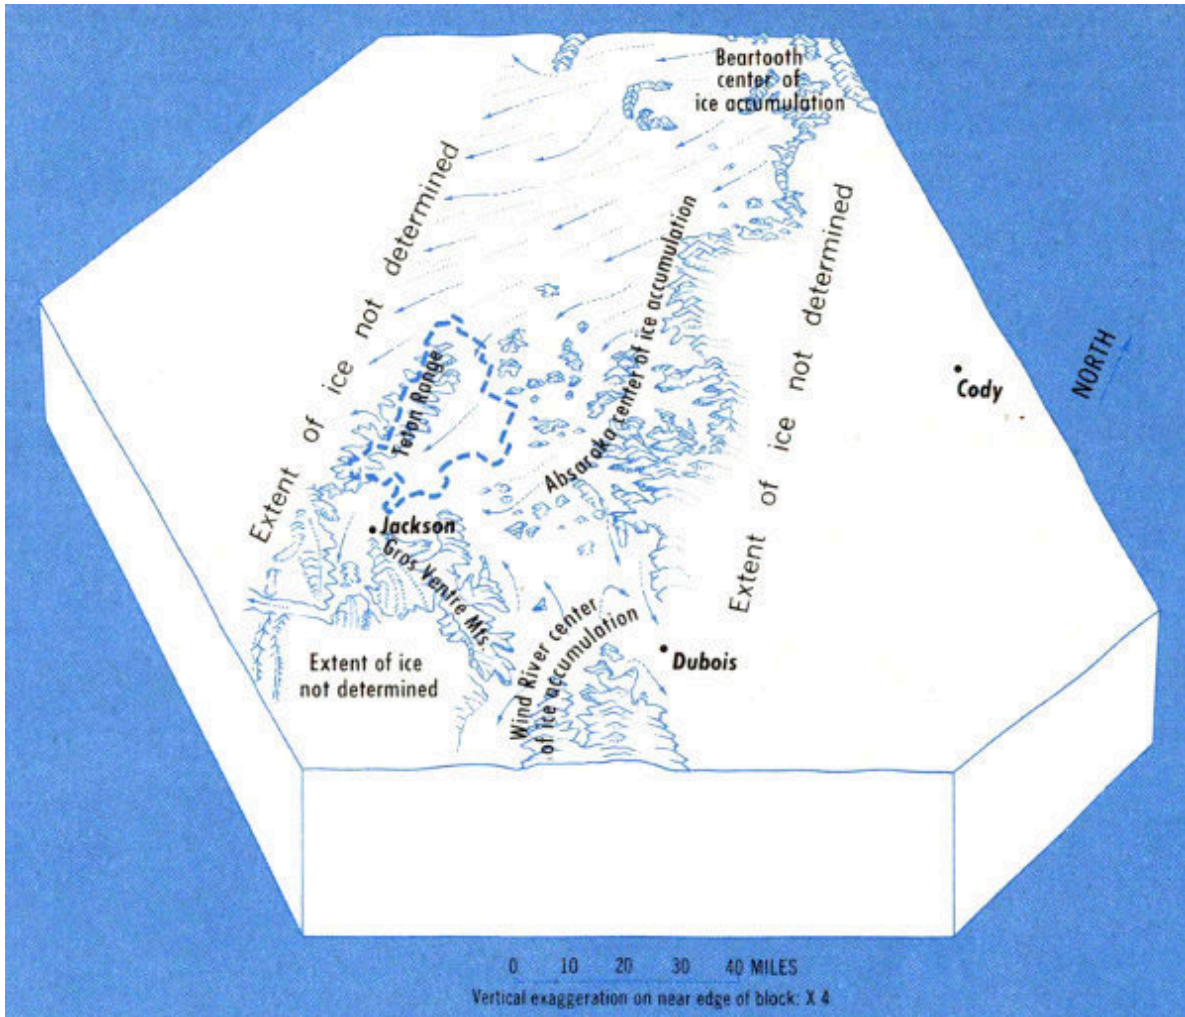 Beartooth
center of
ice accumulation
Extent of ice not determined
Extent of ice not determined
Absaroka center of ice accumulation
Cody
NORTH
Teton Range
Jackson
Gros Ventre Mts.
Wind River center
of ice accumulation
Dubois
Extent of ice
not determined
0 10 20 30 40 MILES
Vertical exaggeration on near edge of block: X 4